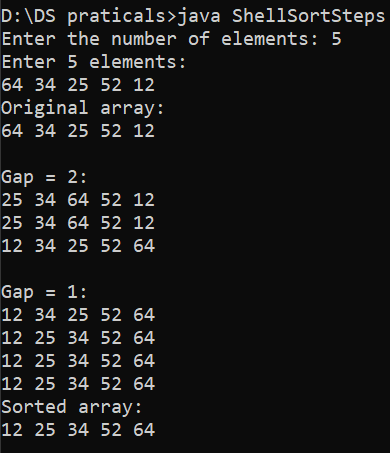 D:\DS praticals>java ShellSortSteps
Enter the number of elements: 5
Enter 5 elements:
64 34 25 52 12
Original array:
64 34 25 52 12

Gap = 2:
25 34 64 52 12
25 34 64 52 12
12 34 25 52 64

Gap = 1:
12 34 25 52 64
12 25 34 52 64
12 25 34 52 64
12 25 34 52 64
Sorted array:
12 25 34 52 64